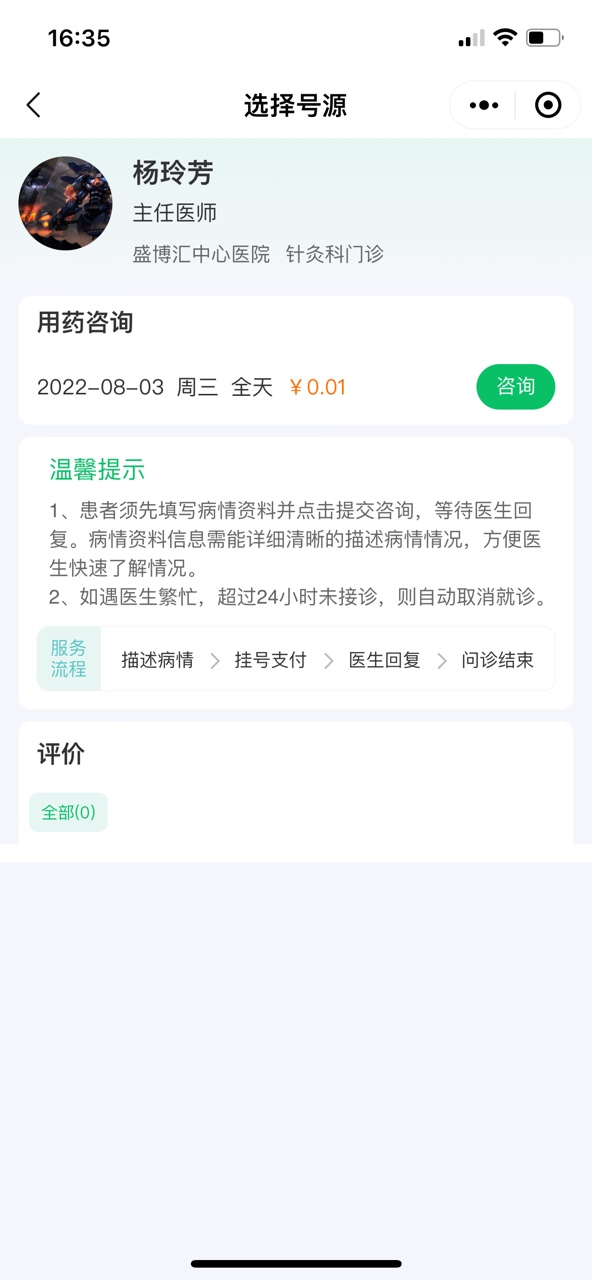 16:35
选择号源
杨玲芳
主任医师
盛博汇中心医院 针灸科门诊
用药咨询
2022-08-03 周三 全天 ¥0.01 咨询
温馨提示
1、患者须先填写病情资料并点击提交咨询，等待医生回
复。病情资料信息需能详细清晰的描述病情情况，方便医
生快速了解情况。
2、如遇医生繁忙，超过24小时未接诊，则自动取消就诊。
服务
流程
描述病情 > 挂号支付 > 医生回复 > 问诊结束
评价
全部(0)